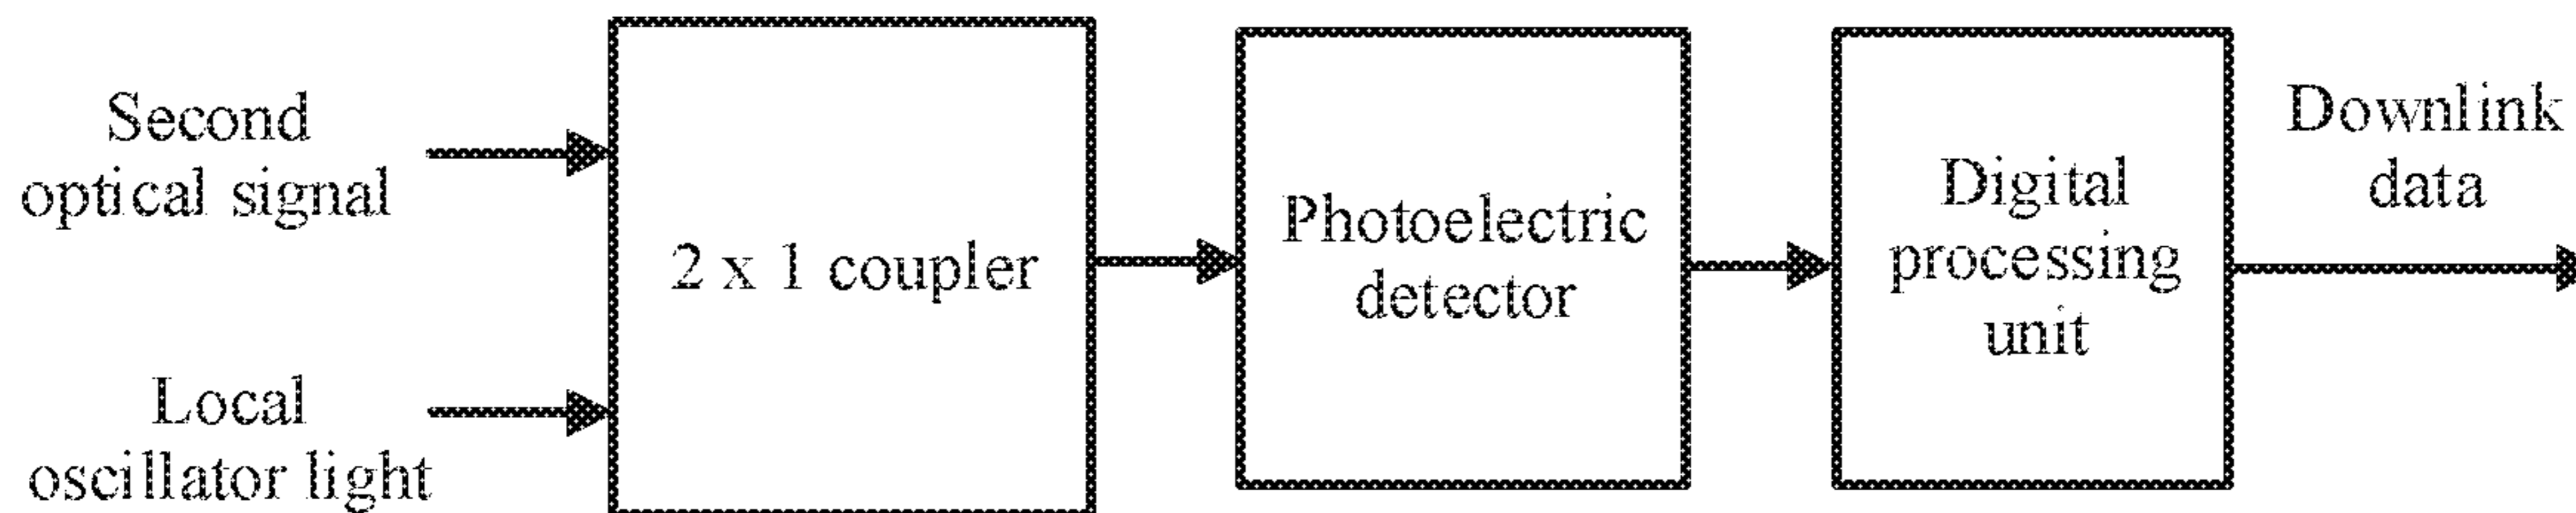 Second
optical signal
Local
oscillator light
2 x 1 coupler
Photoelectric
detector
Digital
processing
unit
Downlink
data